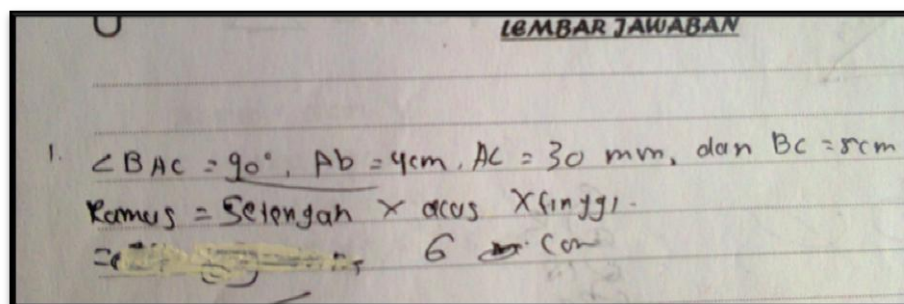 LEMBAR JAWABAN
1. ∠BAC = 90°, Ab = 4cm, AC = 30 mm, dan BC = 5cm
Rumus = Setengah X alas X tinggi.
= 6 cm